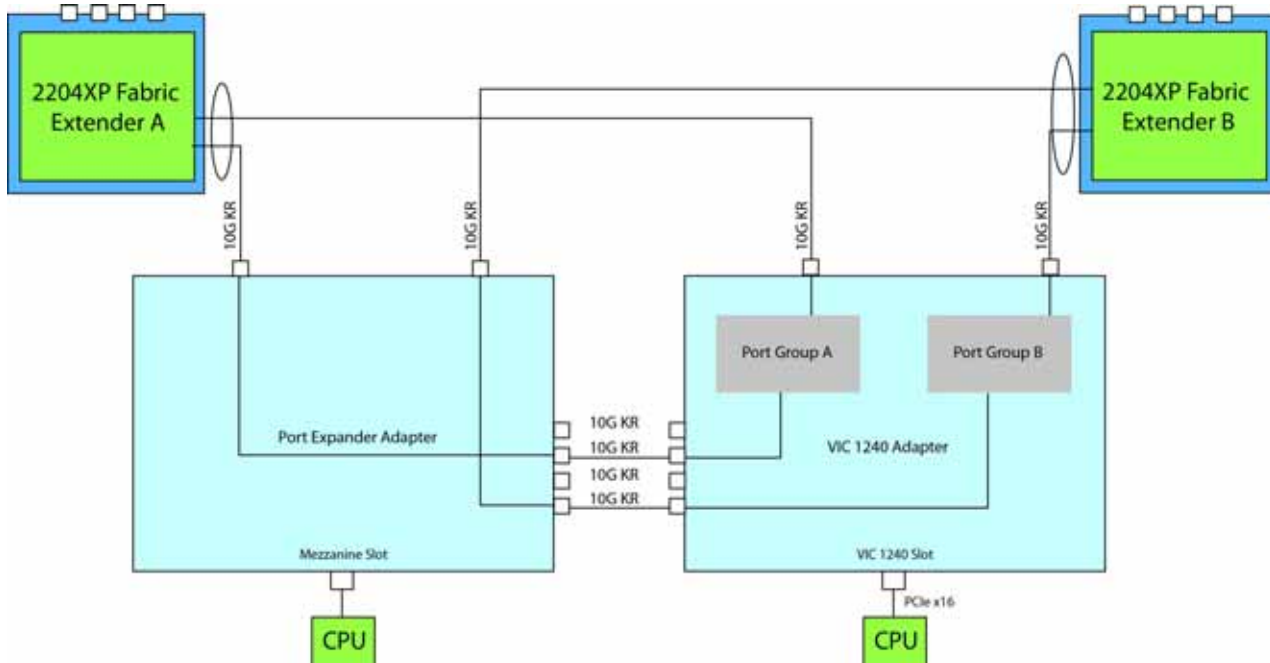 2204XP Fabric
Extender A
2204XP Fabric
Extender B
10G KR
10G KR
10G KR
10G KR
Port Group A
Port Group B
10G KR
10G KR
10G KR
10G KR
Port Expander Adapter
VIC 1240 Adapter
Mezzanine Slot
VIC 1240 Slot
PCIe x16
CPU
CPU